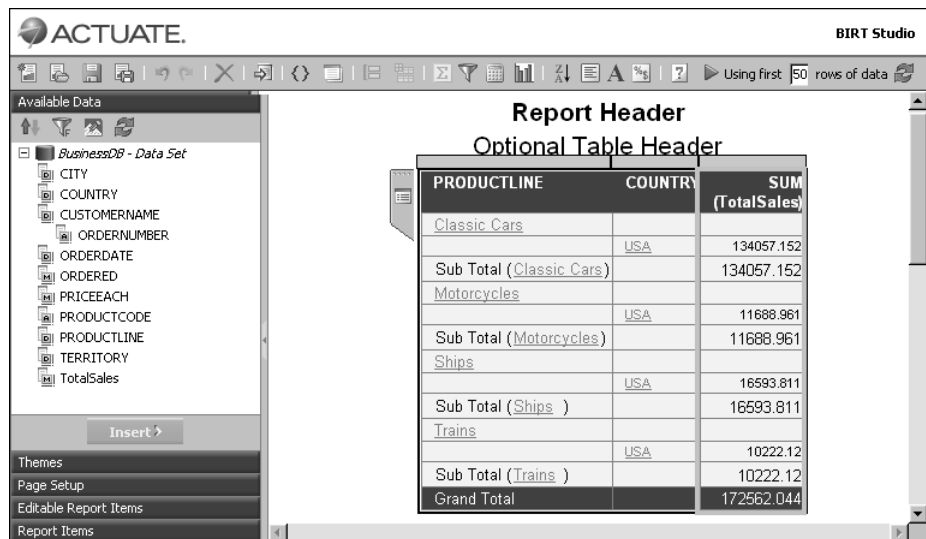 ACTUATE.
BIRT Studio
Using first 50 rows of data
Available Data
BusinessDB - Data Set
CITY
COUNTRY
CUSTOMERNAME
ORDERNUMBER
ORDERDATE
ORDERED
PRICEEACH
PRODUCTCODE
PRODUCTLINE
TERRITORY
TotalSales
Insert
Themes
Page Setup
Editable Report Items
Report Items
Report Header
Optional Table Header
PRODUCTLINE COUNTRY SUM
(TotalSales)
Classic Cars
USA 134057.152
Sub Total (Classic Cars) 134057.152
Motorcycles
USA 11688.961
Sub Total (Motorcycles) 11688.961
Ships
USA 16593.811
Sub Total (Ships ) 16593.811
Trains
USA 10222.12
Sub Total (Trains ) 10222.12
Grand Total 172562.044